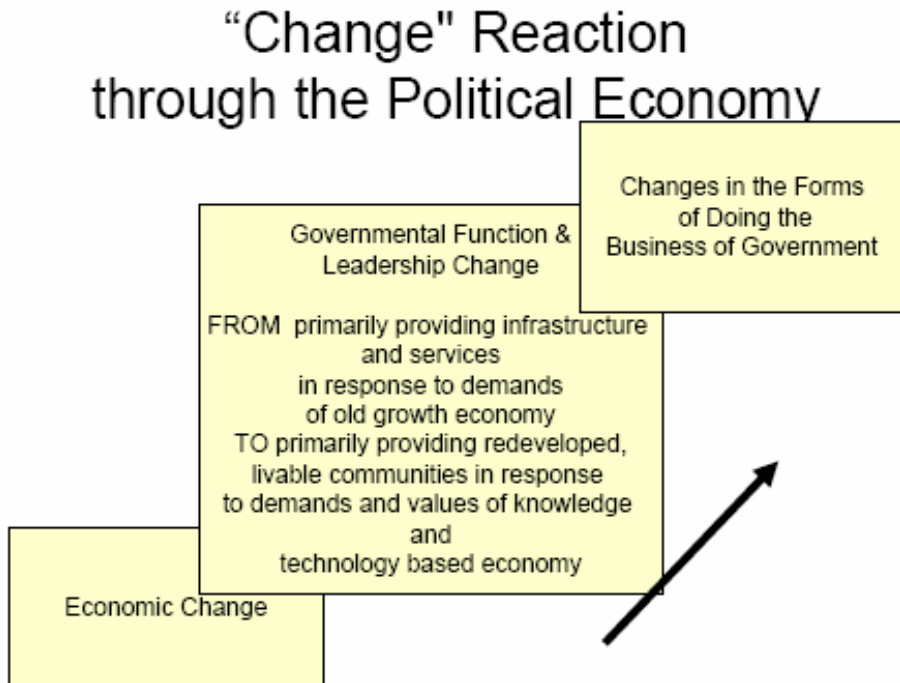 “Change" Reaction
through the Political Economy
Changes in the Forms
of Doing the
Business of Government
Governmental Function &
Leadership Change
FROM primarily providing infrastructure
and services
in response to demands
of old growth economy
TO primarily providing redeveloped,
livable communities in response
to demands and values of knowledge
and
technology based economy
Economic Change